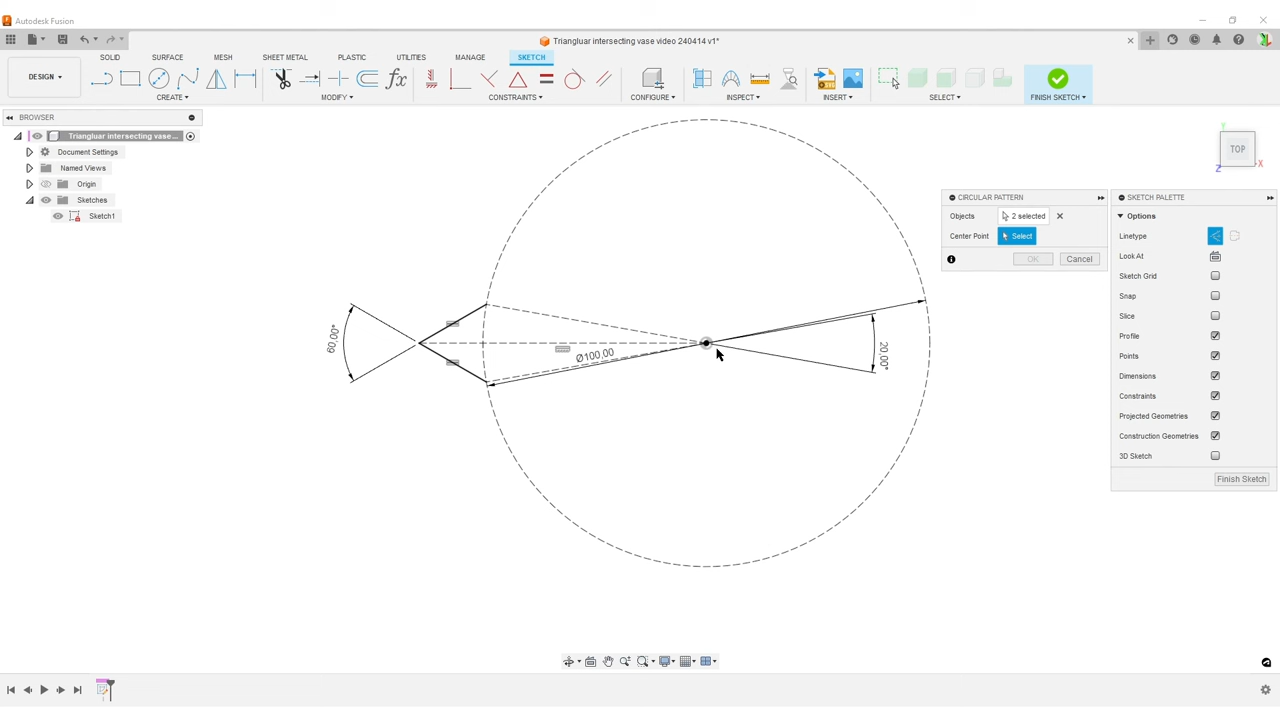 Autodesk Fusion
Triangluar intersecting vase video 240414 v1*
DESIGN
SOLID
SURFACE
MESH
SHEET METAL
PLASTIC
UTILITIES
MANAGE
SKETCH
CREATE
MODIFY
CONSTRAINTS
CONFIGURE
INSPECT
INSERT
SELECT
FINISH SKETCH
BROWSER
Triangluar intersecting vase...
Document Settings
Named Views
Origin
Sketches
Sketch1
TOP
Y
X
Z
CIRCULAR PATTERN
Objects 2 selected
Center Point Select
OK Cancel
SKETCH PALETTE
Options
Linetype
Look At
Sketch Grid
Snap
Slice
Profile
Points
Dimensions
Constraints
Projected Geometries
Construction Geometries
3D Sketch
Finish Sketch
60,00°
Ø100,00
20,00°